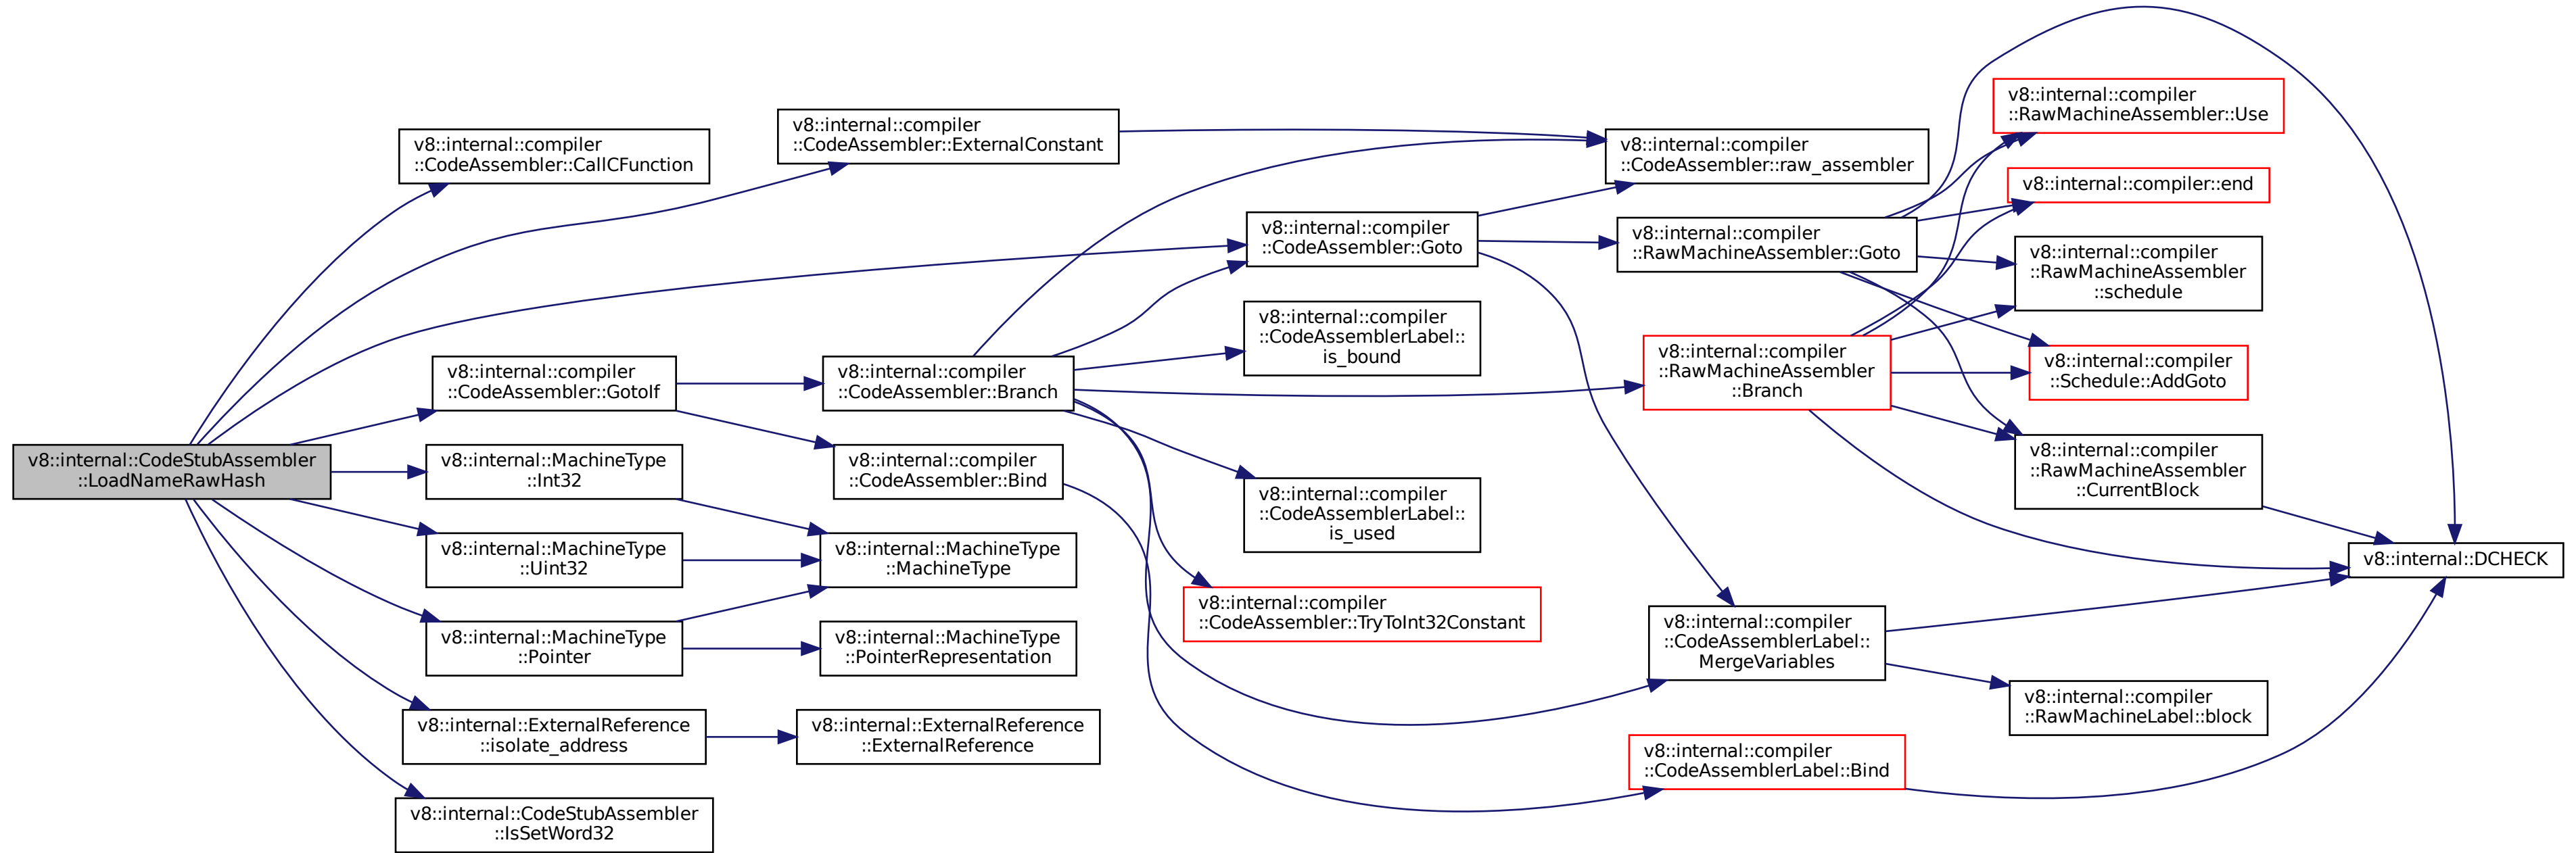 v8::internal::CodeStubAssembler
::LoadNameRawHash
v8::internal::compiler
::CodeAssembler::CallCFunction
v8::internal::compiler
::CodeAssembler::ExternalConstant
v8::internal::compiler
::CodeAssembler::raw_assembler
v8::internal::compiler
::CodeAssembler::Goto
v8::internal::compiler
::RawMachineAssembler::Goto
v8::internal::compiler
::RawMachineAssembler::Use
v8::internal::compiler::end
v8::internal::compiler
::RawMachineAssembler
::schedule
v8::internal::compiler
::Schedule::AddGoto
v8::internal::compiler
::RawMachineAssembler
::CurrentBlock
v8::internal::DCHECK
v8::internal::compiler
::CodeAssemblerLabel::
MergeVariables
v8::internal::compiler
::RawMachineLabel::block
v8::internal::compiler
::CodeAssembler::GotoIf
v8::internal::compiler
::CodeAssembler::Branch
v8::internal::compiler
::CodeAssemblerLabel::
is_bound
v8::internal::compiler
::RawMachineAssembler
::Branch
v8::internal::compiler
::CodeAssemblerLabel::
is_used
v8::internal::compiler
::CodeAssembler::TryToInt32Constant
v8::internal::compiler
::CodeAssembler::Bind
v8::internal::compiler
::CodeAssemblerLabel::Bind
v8::internal::MachineType
::Int32
v8::internal::MachineType
::MachineType
v8::internal::MachineType
::Uint32
v8::internal::MachineType
::Pointer
v8::internal::MachineType
::PointerRepresentation
v8::internal::ExternalReference
::isolate_address
v8::internal::ExternalReference
::ExternalReference
v8::internal::CodeStubAssembler
::IsSetWord32